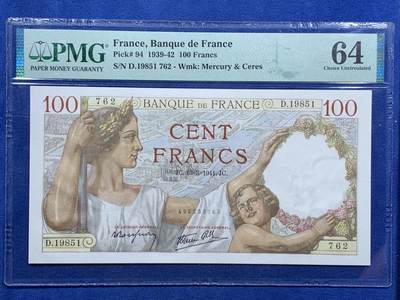 PMG
PAPER MONEY GUARANTY
France, Banque de France
Pick# 94 1939-42 100 Francs
S/N D.19851 762 - Wmk: Mercury & Ceres
64
Choice Uncirculated
100
762
BANQUE DE FRANCE
D.19851
100
CENT
FRANCS
1941
D.19851
762